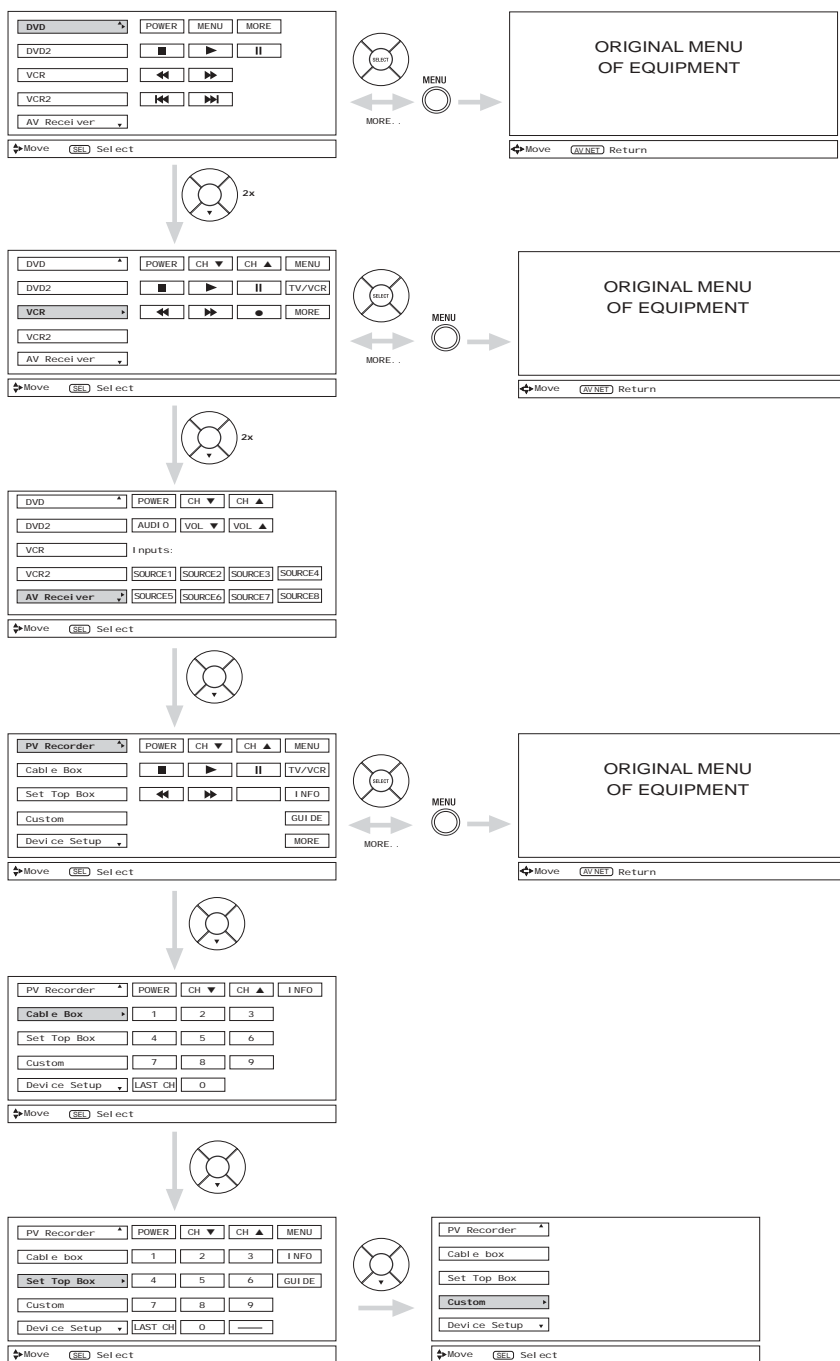 DVD POWER MENU MORE
DVD2
VCR
VCR2
AV Receiver
Move SEL Select
SELECT
MENU
MORE..
ORIGINAL MENU
OF EQUIPMENT
Move AV NET Return
2x
DVD POWER CH ▼ CH ▲ MENU
DVD2 TV/VCR
VCR MORE
VCR2
AV Receiver
Move SEL Select
SELECT
MENU
MORE..
ORIGINAL MENU
OF EQUIPMENT
Move AV NET Return
2x
DVD POWER CH ▼ CH ▲
DVD2 AUDIO VOL ▼ VOL ▲
VCR Inputs:
VCR2 SOURCE1 SOURCE2 SOURCE3 SOURCE4
AV Receiver SOURCE5 SOURCE6 SOURCE7 SOURCE8
Move SEL Select
PV Recorder POWER CH ▼ CH ▲ MENU
Cable Box TV/VCR
Set Top Box INFO
Custom GUIDE
Device Setup MORE
Move SEL Select
SELECT
MENU
MORE..
ORIGINAL MENU
OF EQUIPMENT
Move AV NET Return
PV Recorder POWER CH ▼ CH ▲ INFO
Cable Box 1 2 3
Set Top Box 4 5 6
Custom 7 8 9
Device Setup LAST CH 0
Move SEL Select
PV Recorder POWER CH ▼ CH ▲ MENU
Cable box 1 2 3 INFO
Set Top Box 4 5 6 GUIDE
Custom 7 8 9
Device Setup LAST CH 0 —
Move SEL Select
PV Recorder
Cable box
Set Top Box
Custom
Device Setup
Move SEL Select